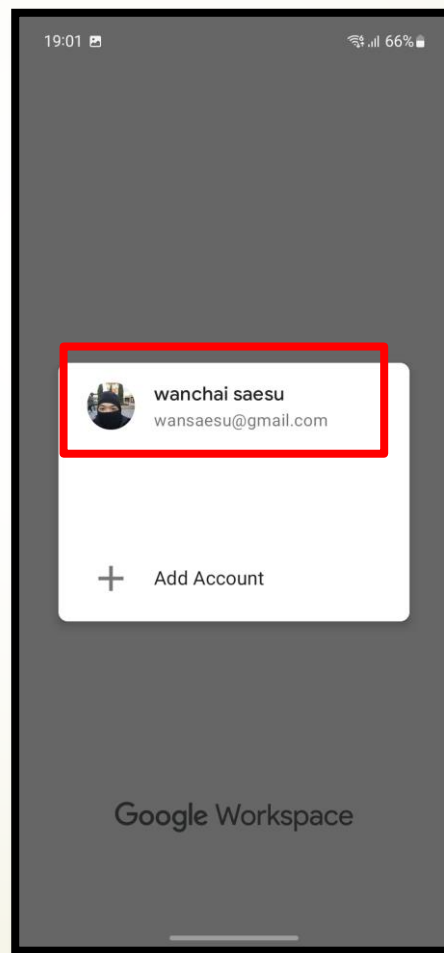 19:01 66%
wanchai saesu
wansaesu@gmail.com
Add Account
Google Workspace